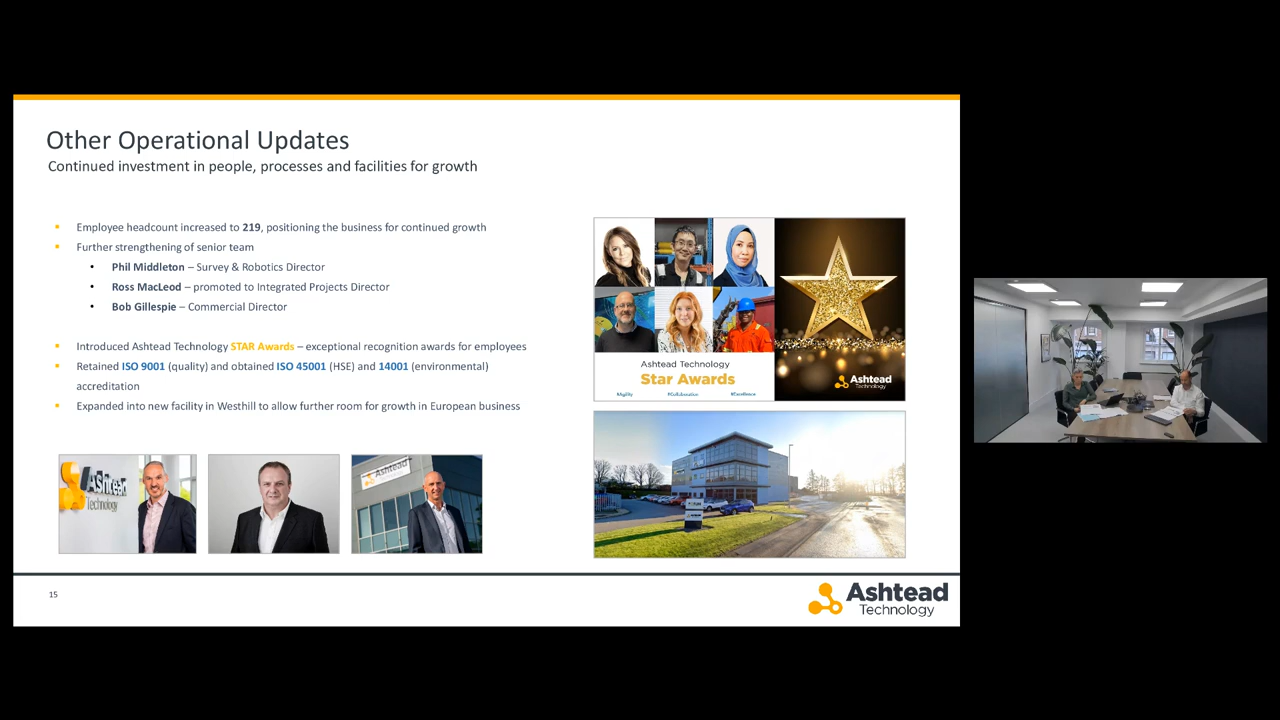 Other Operational Updates
Continued investment in people, processes and facilities for growth
Employee headcount increased to 219, positioning the business for continued growth
Further strengthening of senior team
Phil Middleton – Survey & Robotics Director
Ross MacLeod – promoted to Integrated Projects Director
Bob Gillespie – Commercial Director
Introduced Ashtead Technology STAR Awards – exceptional recognition awards for employees
Retained ISO 9001 (quality) and obtained ISO 45001 (HSE) and 14001 (environmental)
accreditation
Expanded into new facility in Westhill to allow further room for growth in European business
Ashtead Technology
Star Awards
#Agility #Collaboration #Excellence
Ashtead
Technology
Ashtead
Technology
Ashtead
15
Ashtead
Technology